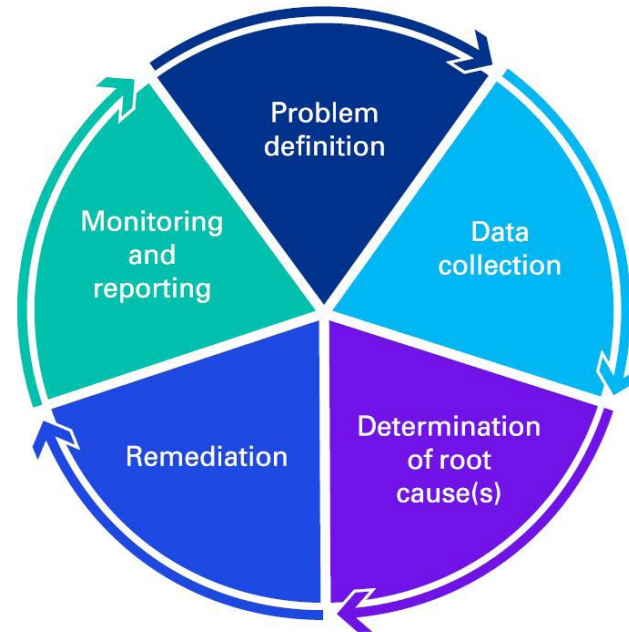 Problem
definition
Data
collection
Determination
of root
cause(s)
Remediation
Monitoring
and
reporting